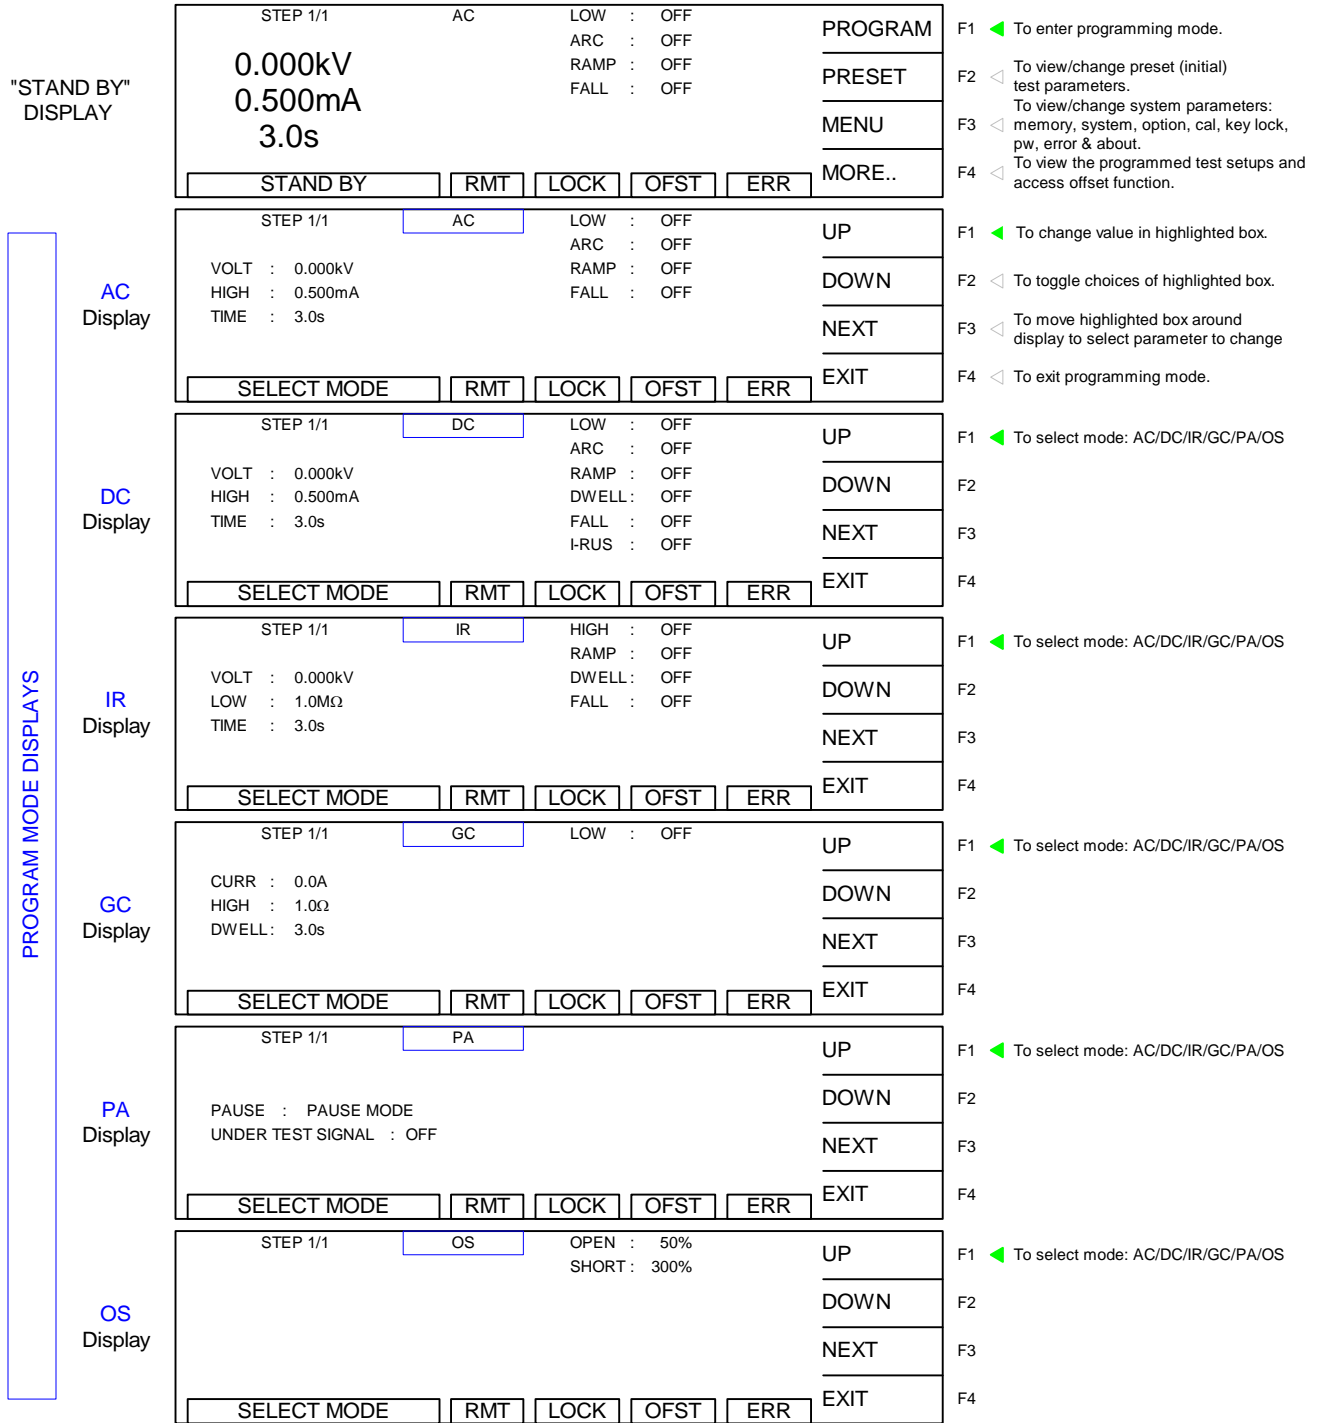 "STAND BY"
DISPLAY
STEP 1/1 AC LOW : OFF
ARC : OFF
0.000kV RAMP : OFF
0.500mA FALL : OFF
3.0s
STAND BY RMT LOCK OFST ERR
PROGRAM F1 To enter programming mode.
PRESET F2 To view/change preset (initial)
test parameters.
MENU F3 To view/change system parameters:
memory, system, option, cal, key lock,
pw, error & about.
MORE.. F4 To view the programmed test setups and
access offset function.
PROGRAM MODE DISPLAYS
AC
Display
STEP 1/1 AC LOW : OFF
ARC : OFF
VOLT : 0.000kV RAMP : OFF
HIGH : 0.500mA FALL : OFF
TIME : 3.0s
SELECT MODE RMT LOCK OFST ERR
UP F1 To change value in highlighted box.
DOWN F2 To toggle choices of highlighted box.
NEXT F3 To move highlighted box around
display to select parameter to change
EXIT F4 To exit programming mode.
DC
Display
STEP 1/1 DC LOW : OFF
ARC : OFF
VOLT : 0.000kV RAMP : OFF
HIGH : 0.500mA DWELL : OFF
TIME : 3.0s FALL : OFF
I-RUS : OFF
SELECT MODE RMT LOCK OFST ERR
UP F1 To select mode: AC/DC/IR/GC/PA/OS
DOWN F2
NEXT F3
EXIT F4
IR
Display
STEP 1/1 IR HIGH : OFF
RAMP : OFF
VOLT : 0.000kV DWELL : OFF
LOW : 1.0MΩ FALL : OFF
TIME : 3.0s
SELECT MODE RMT LOCK OFST ERR
UP F1 To select mode: AC/DC/IR/GC/PA/OS
DOWN F2
NEXT F3
EXIT F4
GC
Display
STEP 1/1 GC LOW : OFF
CURR : 0.0A
HIGH : 1.0Ω
DWELL : 3.0s
SELECT MODE RMT LOCK OFST ERR
UP F1 To select mode: AC/DC/IR/GC/PA/OS
DOWN F2
NEXT F3
EXIT F4
PA
Display
STEP 1/1 PA
PAUSE : PAUSE MODE
UNDER TEST SIGNAL : OFF
SELECT MODE RMT LOCK OFST ERR
UP F1 To select mode: AC/DC/IR/GC/PA/OS
DOWN F2
NEXT F3
EXIT F4
OS
Display
STEP 1/1 OS OPEN : 50%
SHORT : 300%
SELECT MODE RMT LOCK OFST ERR
UP F1 To select mode: AC/DC/IR/GC/PA/OS
DOWN F2
NEXT F3
EXIT F4